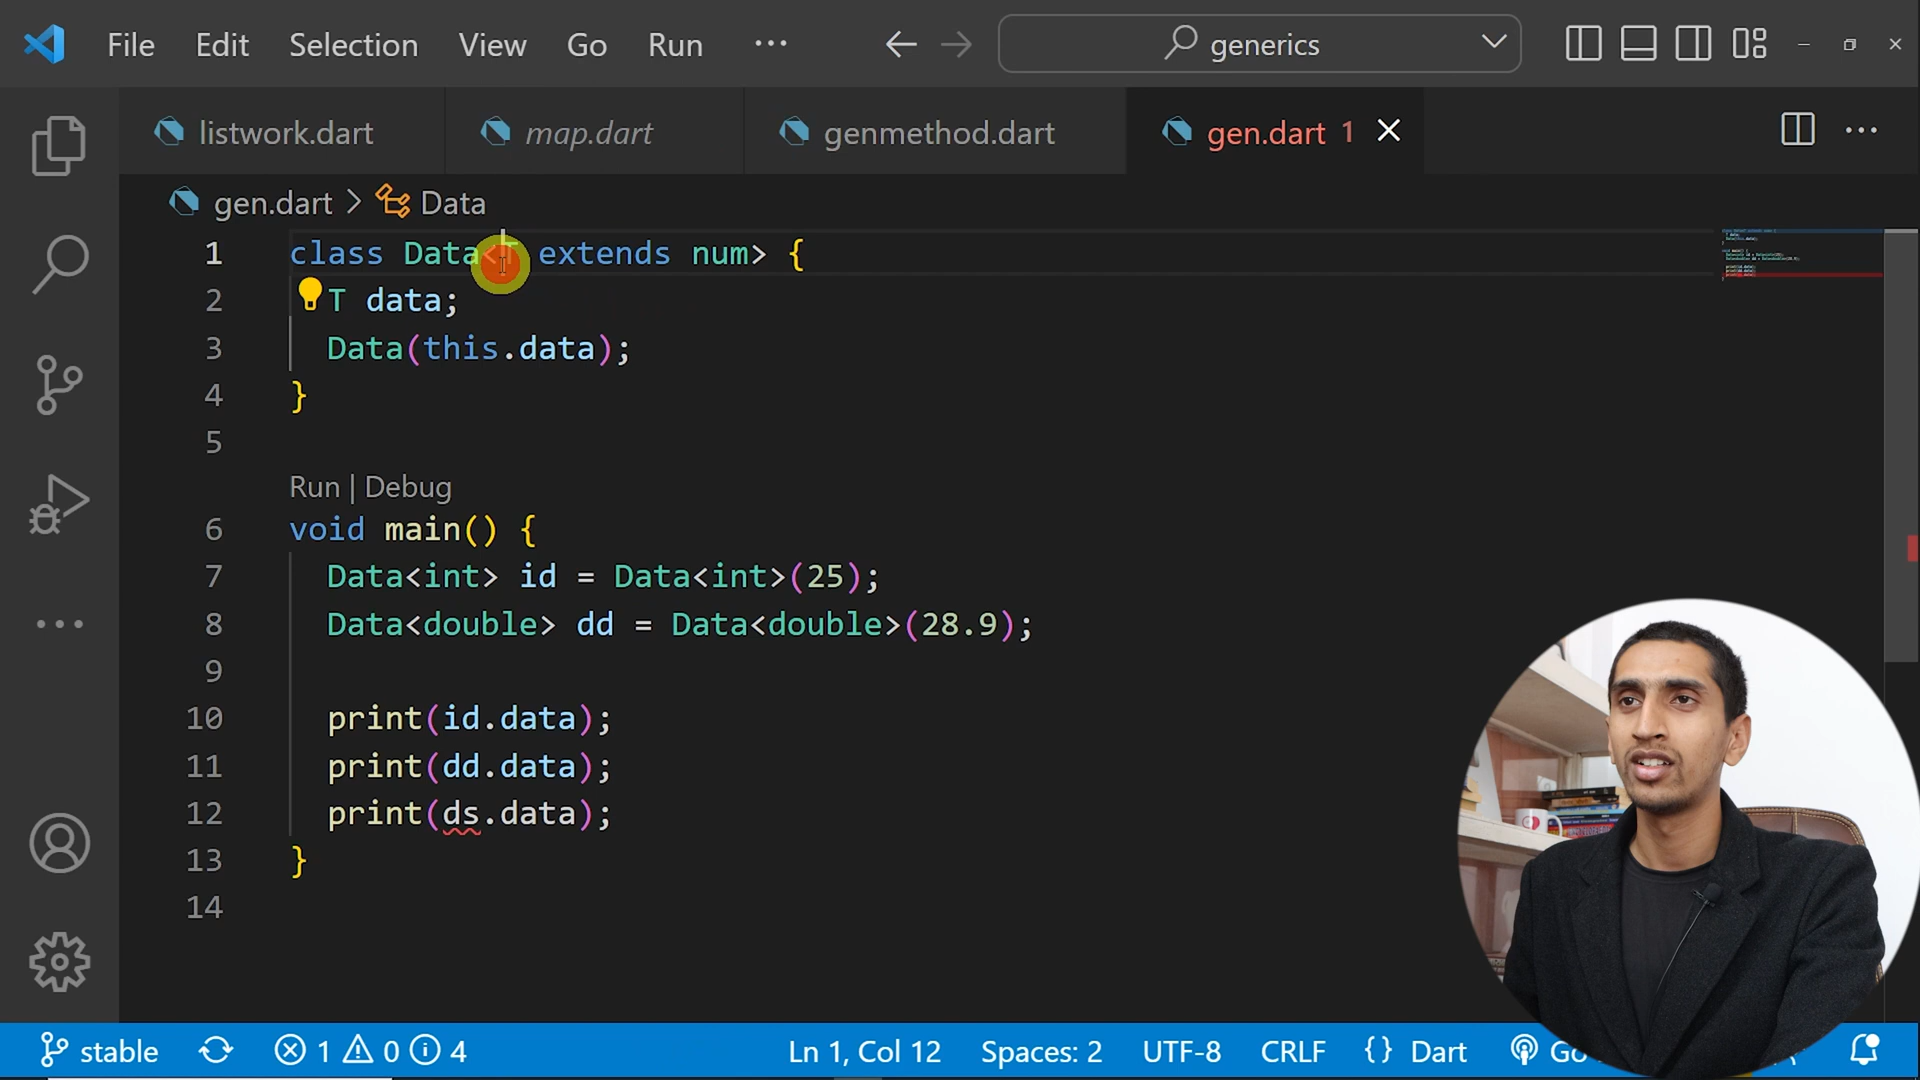 File Edit Selection View Go Run ··· generics
listwork.dart map.dart genmethod.dart gen.dart 1
gen.dart > Data
1 class Data<T extends num> {
2 T data;
3 Data(this.data);
4 }
5
Run | Debug
6 void main() {
7 Data<int> id = Data<int>(25);
8 Data<double> dd = Data<double>(28.9);
9
10 print(id.data);
11 print(dd.data);
12 print(ds.data);
13 }
14
stable 1 0 4 Ln 1, Col 12 Spaces: 2 UTF-8 CRLF {} Dart